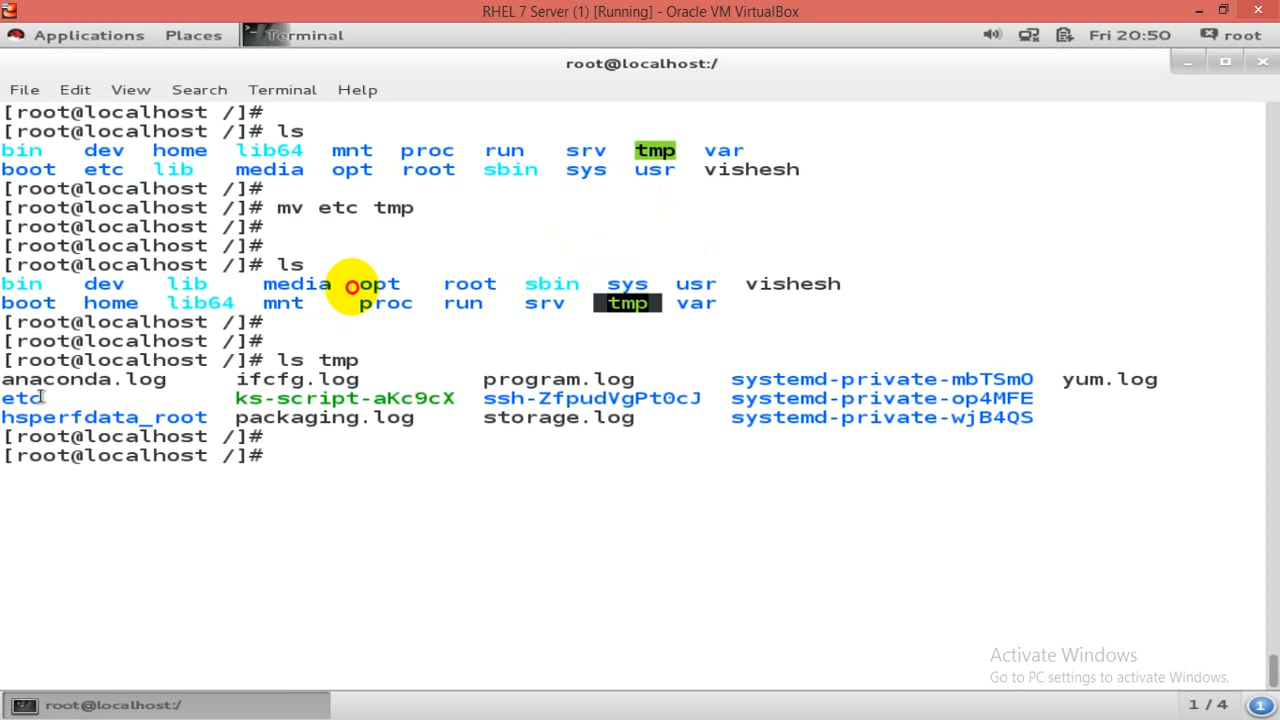 RHEL 7 Server (1) [Running] - Oracle VM VirtualBox
Applications Places Terminal Fri 20:50 root
root@localhost:/
File Edit View Search Terminal Help
[root@localhost /]#
[root@localhost /]# ls
bin dev home lib64 mnt proc run srv tmp var
boot etc lib media opt root sbin sys usr vishesh
[root@localhost /]#
[root@localhost /]# mv etc tmp
[root@localhost /]#
[root@localhost /]#
[root@localhost /]# ls
bin dev lib media opt root sbin sys usr vishesh
boot home lib64 mnt proc run srv tmp var
[root@localhost /]#
[root@localhost /]#
[root@localhost /]# ls tmp
anaconda.log ifcfg.log program.log systemd-private-mbTSmO yum.log
etc ks-script-aKc9cX ssh-ZfpudVgPt0cJ systemd-private-op4MFE
hsperfdata_root packaging.log storage.log systemd-private-wjB4QS
[root@localhost /]#
[root@localhost /]#
Activate Windows
Go to PC settings to activate Windows.
root@localhost:/ 1 / 4 1